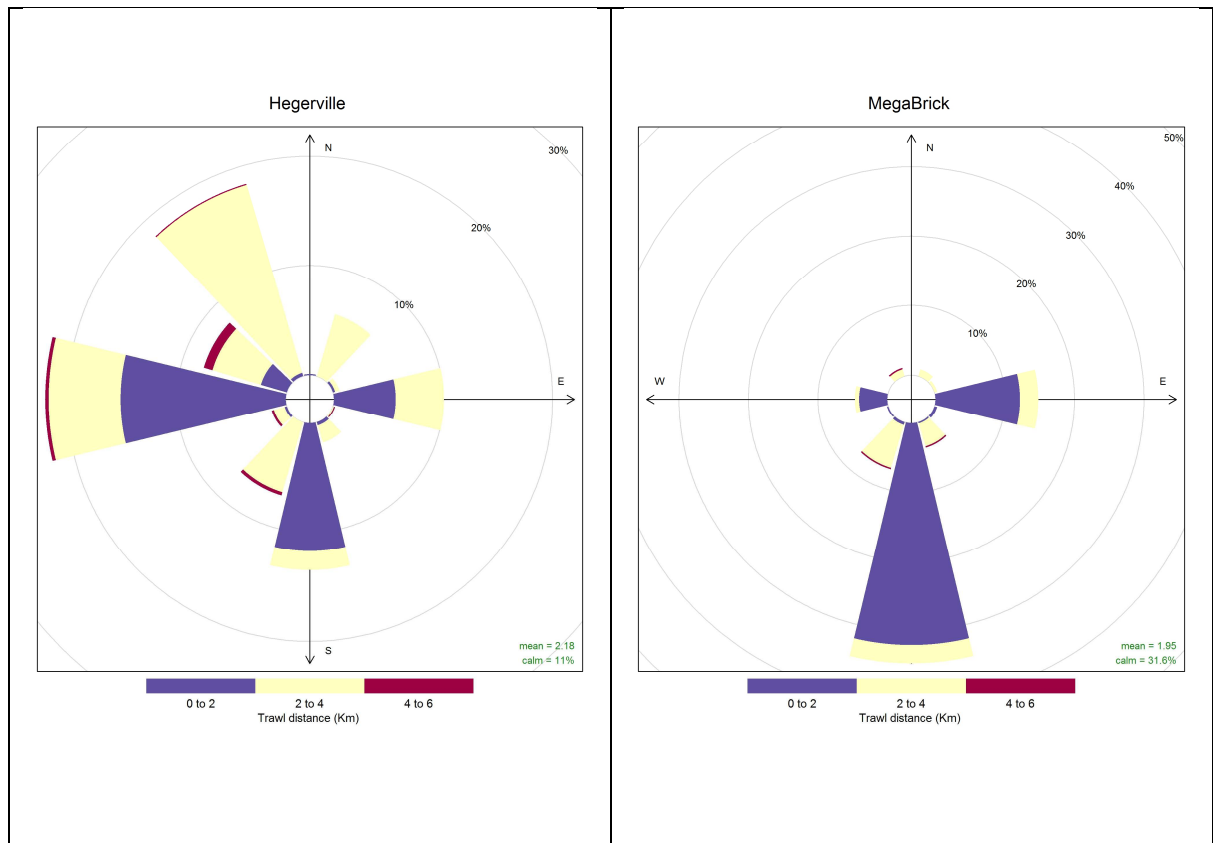 Hegerville
N
30%
20%
10%
E
S
mean = 2.18
calm = 11%
0 to 2 2 to 4 4 to 6
Trawl distance (Km)
MegaBrick
50%
N
40%
30%
20%
10%
W E
mean = 1.95
calm = 31.6%
0 to 2 2 to 4 4 to 6
Trawl distance (Km)